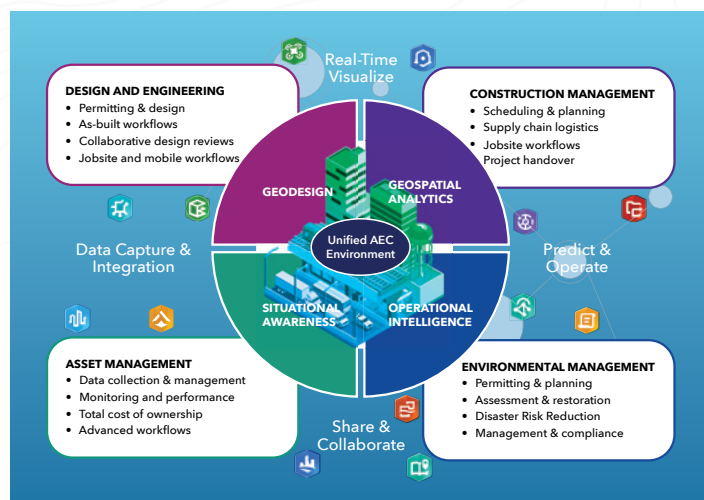 Real-Time
Visualize
DESIGN AND ENGINEERING
• Permitting & design
• As-built workflows
• Collaborative design reviews
• Jobsite and mobile workflows
CONSTRUCTION MANAGEMENT
• Scheduling & planning
• Supply chain logistics
• Jobsite workflows
Project handover
GEODESIGN
GEOSPATIAL
ANALYTICS
Unified AEC
Environment
Data Capture &
Integration
Predict &
Operate
SITUATIONAL
AWARENESS
OPERATIONAL
INTELLIGENCE
ASSET MANAGEMENT
• Data collection & management
• Monitoring and performance
• Total cost of ownership
• Advanced workflows
ENVIRONMENTAL MANAGEMENT
• Permitting & planning
• Assessment & restoration
• Disaster Risk Reduction
• Management & compliance
Share &
Collaborate